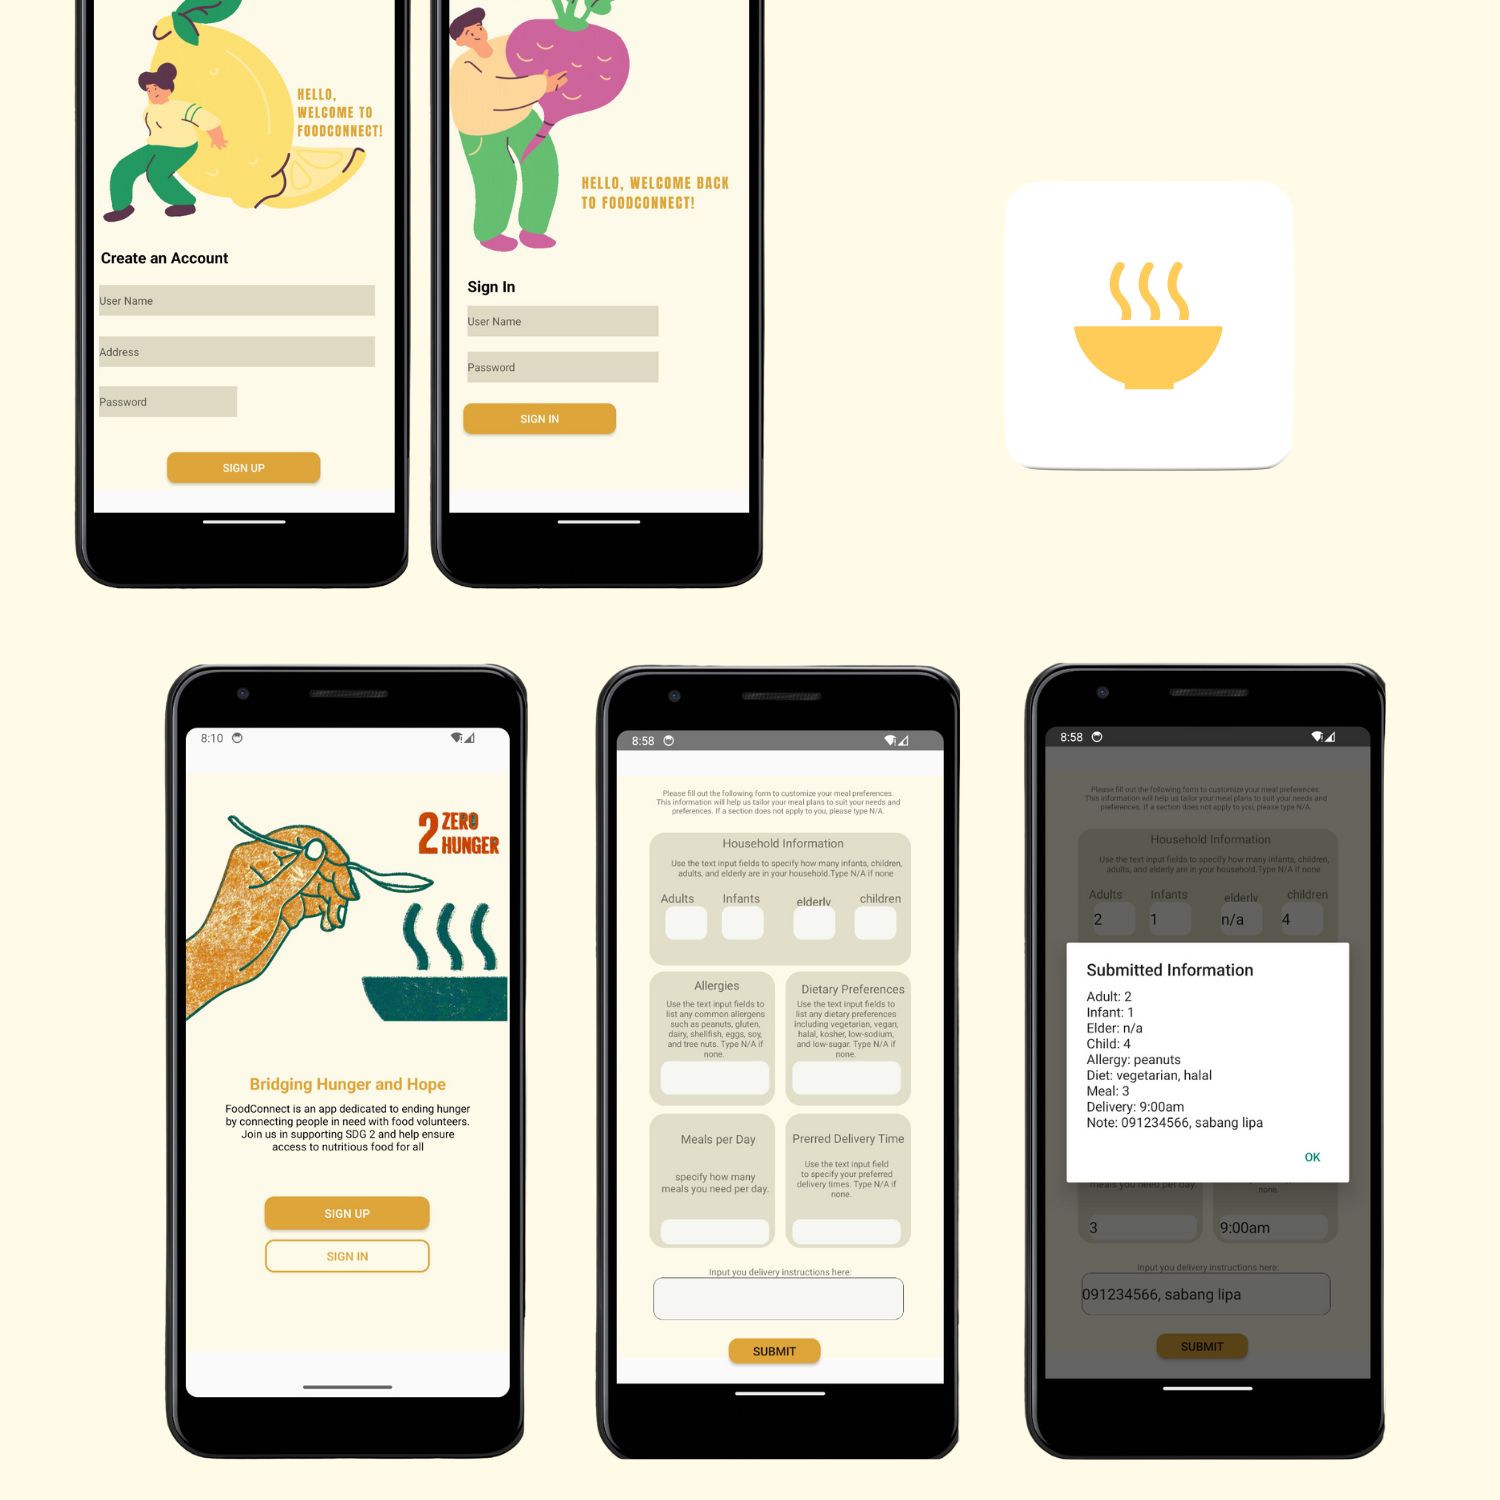 HELLO,
WELCOME TO
FOODCONNECT!
Create an Account
User Name
Address
Password
SIGN UP
HELLO, WELCOME BACK
TO FOODCONNECT!
Sign In
User Name
Password
SIGN IN
8:10
2 ZERO
HUNGER
Bridging Hunger and Hope
FoodConnect is an app dedicated to ending hunger
by connecting people in need with food volunteers.
Join us in supporting SDG 2 and help ensure
access to nutritious food for all
SIGN UP
SIGN IN
8:58
Please fill out the following form to customize your meal preferences.
This information will help us tailor your meal plans to suit your needs and
preferences. If a section does not apply to you, please type N/A.
Household Information
Use the text input fields to specify how many infants, children,
adults, and elderly are in your household.Type N/A if none
Adults Infants elderly children
Allergies
Use the text input fields to
list any common allergens
such as peanuts, gluten,
dairy, shellfish, eggs, soy,
and tree nuts. Type N/A if
none.
Dietary Preferences
Use the text input fields to
list any dietary preferences
including vegetarian, vegan,
halal, kosher, low-sodium,
and low-sugar. Type N/A if
none.
Meals per Day
specify how many
meals you need per day.
Prerred Delivery Time
Use the text input field
to specify your preferred
delivery times. Type N/A if
none.
Input you delivery instructions here:
SUBMIT
8:58
Please fill out the following form to customize your meal preferences.
This information will help us tailor your meal plans to suit your needs and
preferences. If a section does not apply to you, please type N/A.
Household Information
Use the text input fields to specify how many infants, children,
adults, and elderly are in your household.Type N/A if none
Adults Infants elderly children
2 1 n/a 4
Submitted Information
Adult: 2
Infant: 1
Elder: n/a
Child: 4
Allergy: peanuts
Diet: vegetarian, halal
Meal: 3
Delivery: 9:00am
Note: 091234566, sabang lipa
OK
meals you need per day.
none.
3
9:00am
Input you delivery instructions here:
091234566, sabang lipa
SUBMIT